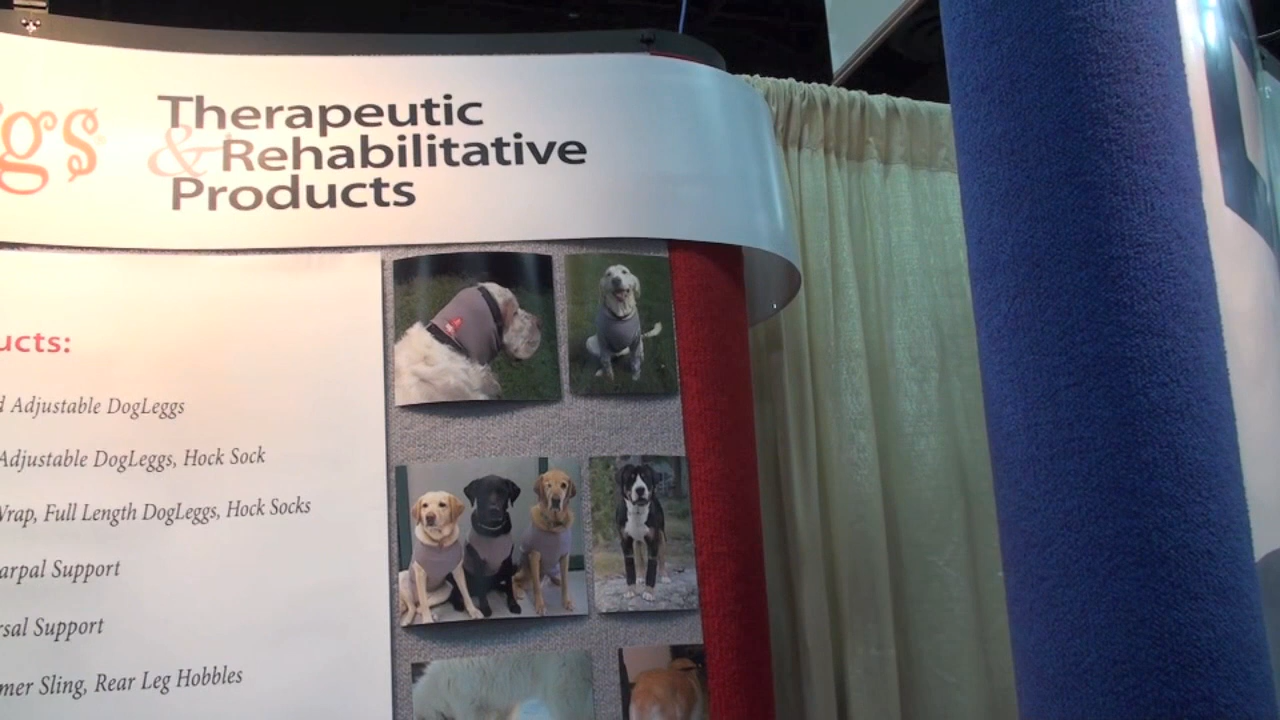 ggs Therapeutic
& Rehabilitative
Products
ucts:
d Adjustable DogLeggs
Adjustable DogLeggs, Hock Sock
Wrap, Full Length DogLeggs, Hock Socks
arpal Support
rsal Support
mer Sling, Rear Leg Hobbles